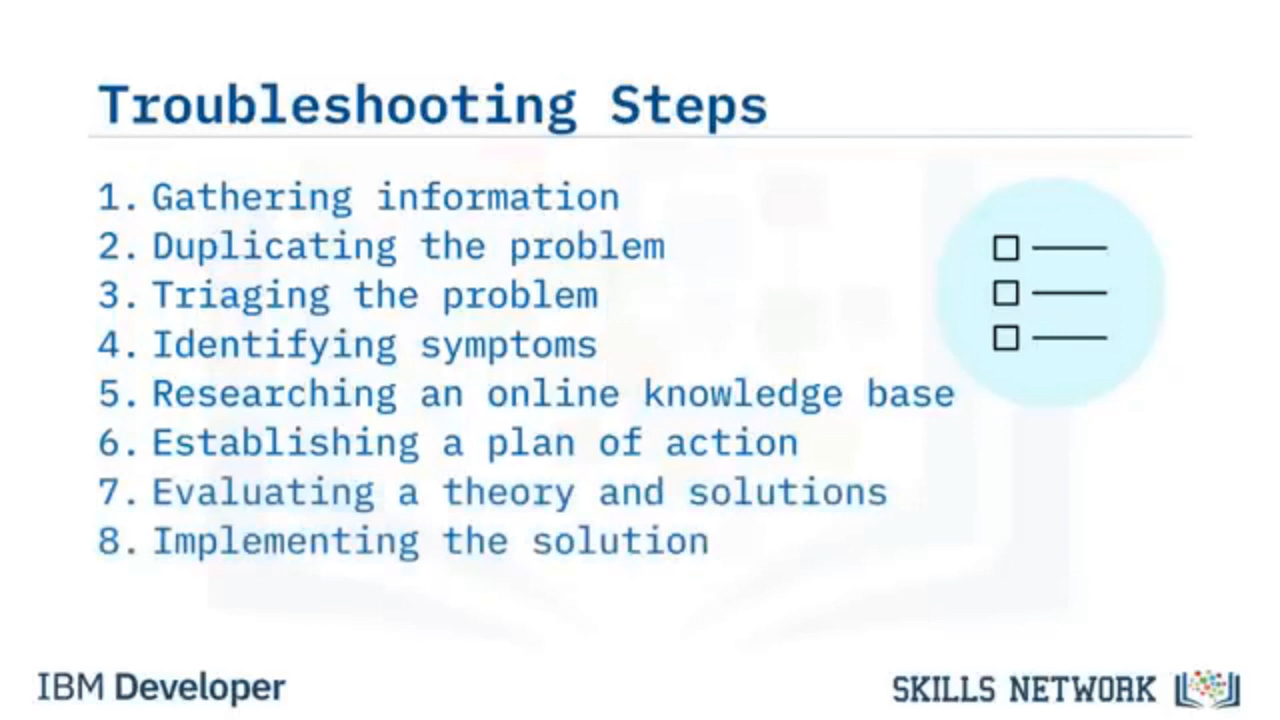 Troubleshooting Steps
1. Gathering information
2. Duplicating the problem
3. Triaging the problem
4. Identifying symptoms
5. Researching an online knowledge base
6. Establishing a plan of action
7. Evaluating a theory and solutions
8. Implementing the solution
IBM Developer
SKILLS NETWORK